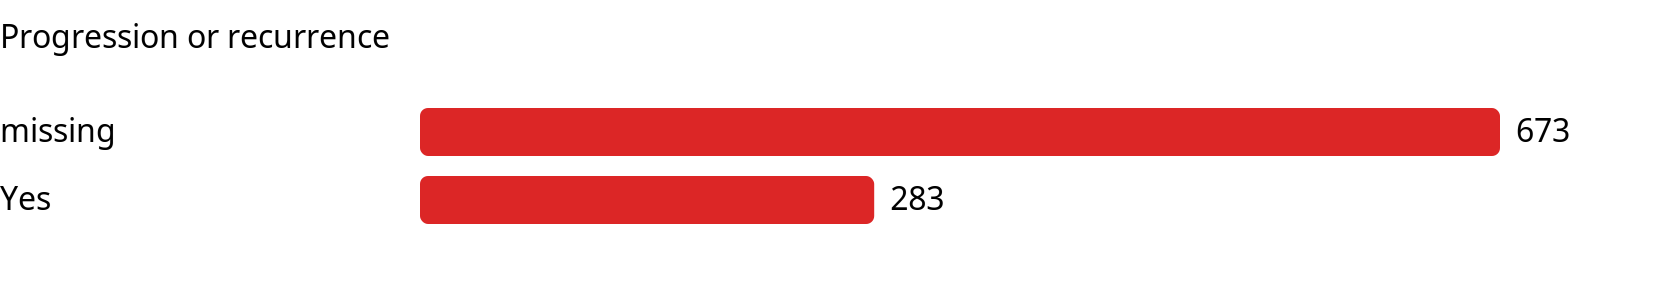 Progression or recurrence
missing 673
Yes 283